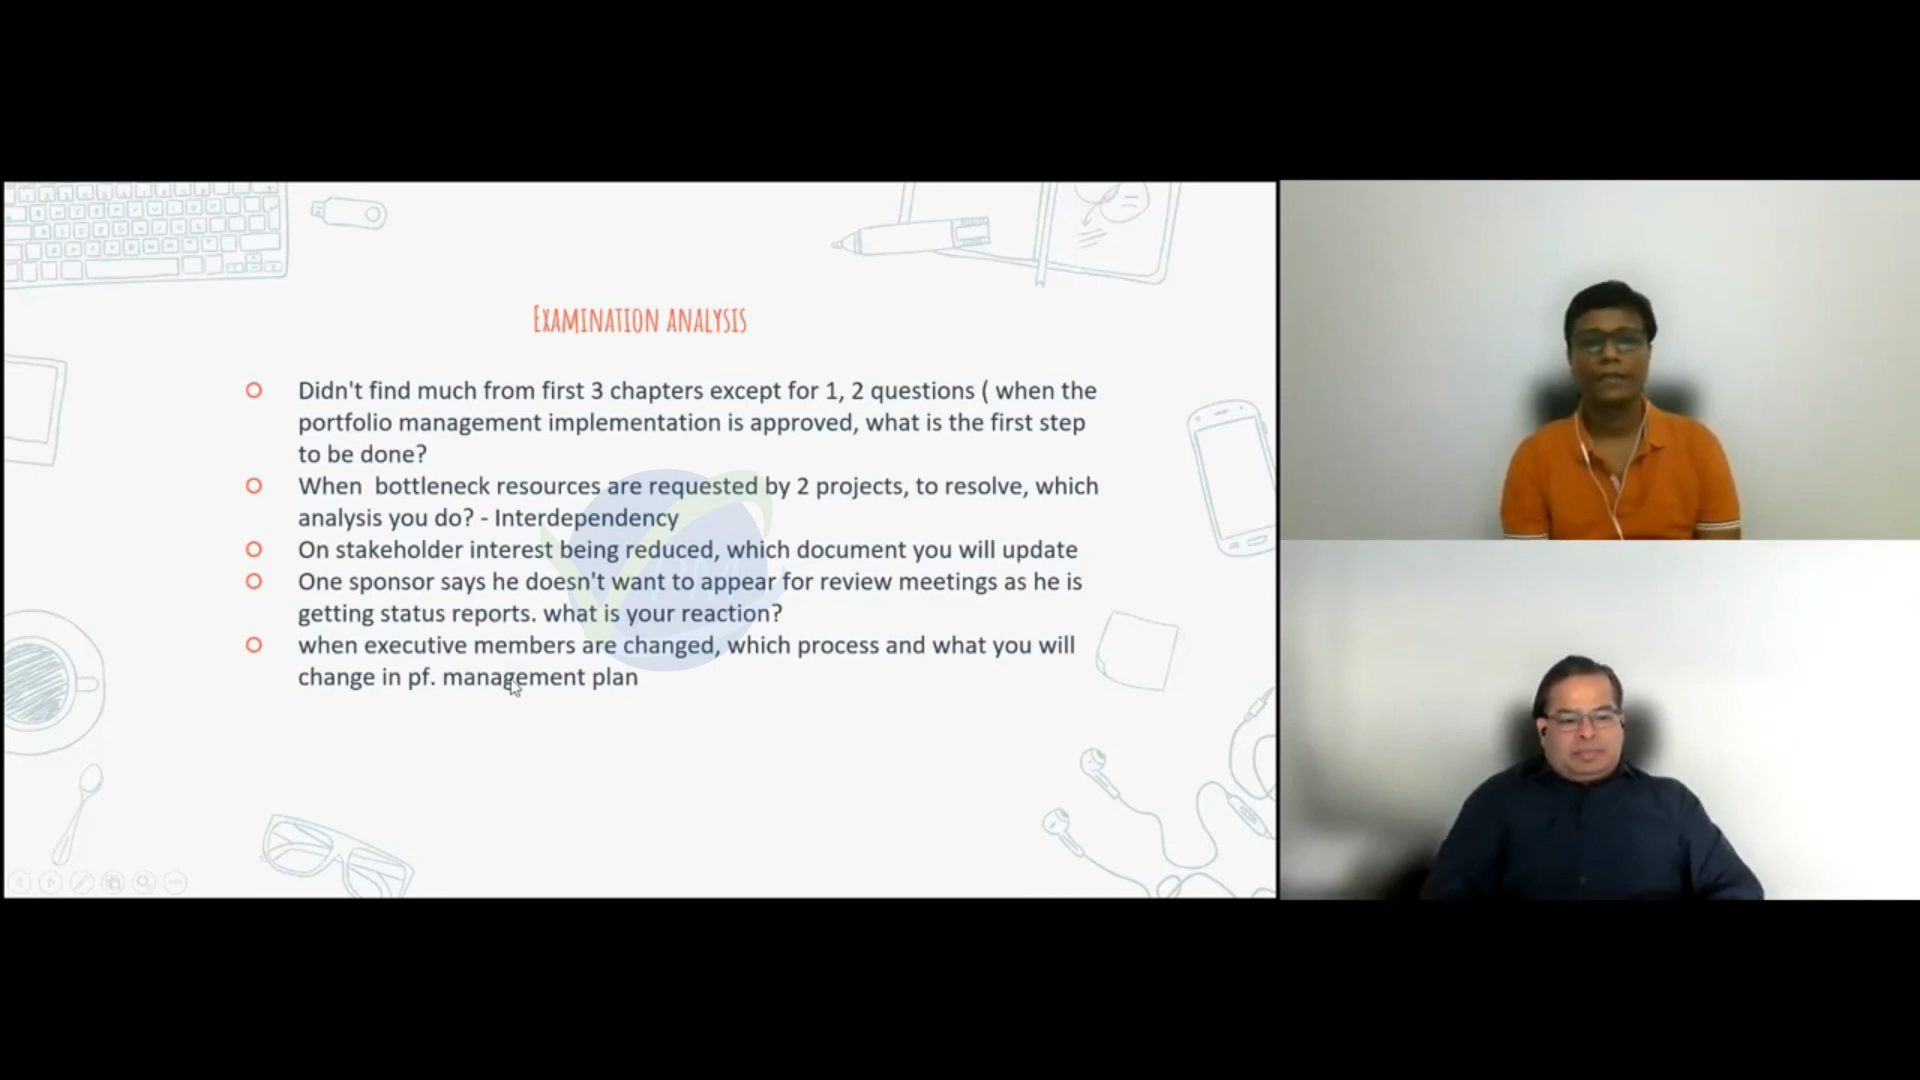 Examination analysis
Didn't find much from first 3 chapters except for 1, 2 questions ( when the
portfolio management implementation is approved, what is the first step
to be done?
When  bottleneck resources are requested by 2 projects, to resolve, which
analysis you do? - Interdependency
On stakeholder interest being reduced, which document you will update
One sponsor says he doesn't want to appear for review meetings as he is
getting status reports. what is your reaction?
when executive members are changed, which process and what you will
change in pf. management plan